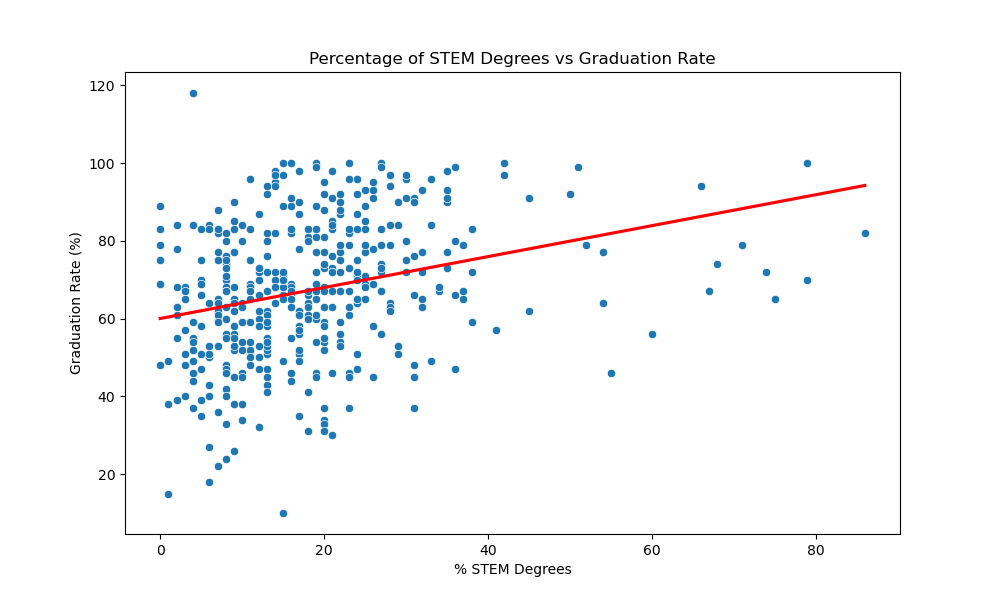 Percentage of STEM Degrees vs Graduation Rate
120
100
80
60
40
20
Graduation Rate (%)
0 20 40 60 80
% STEM Degrees